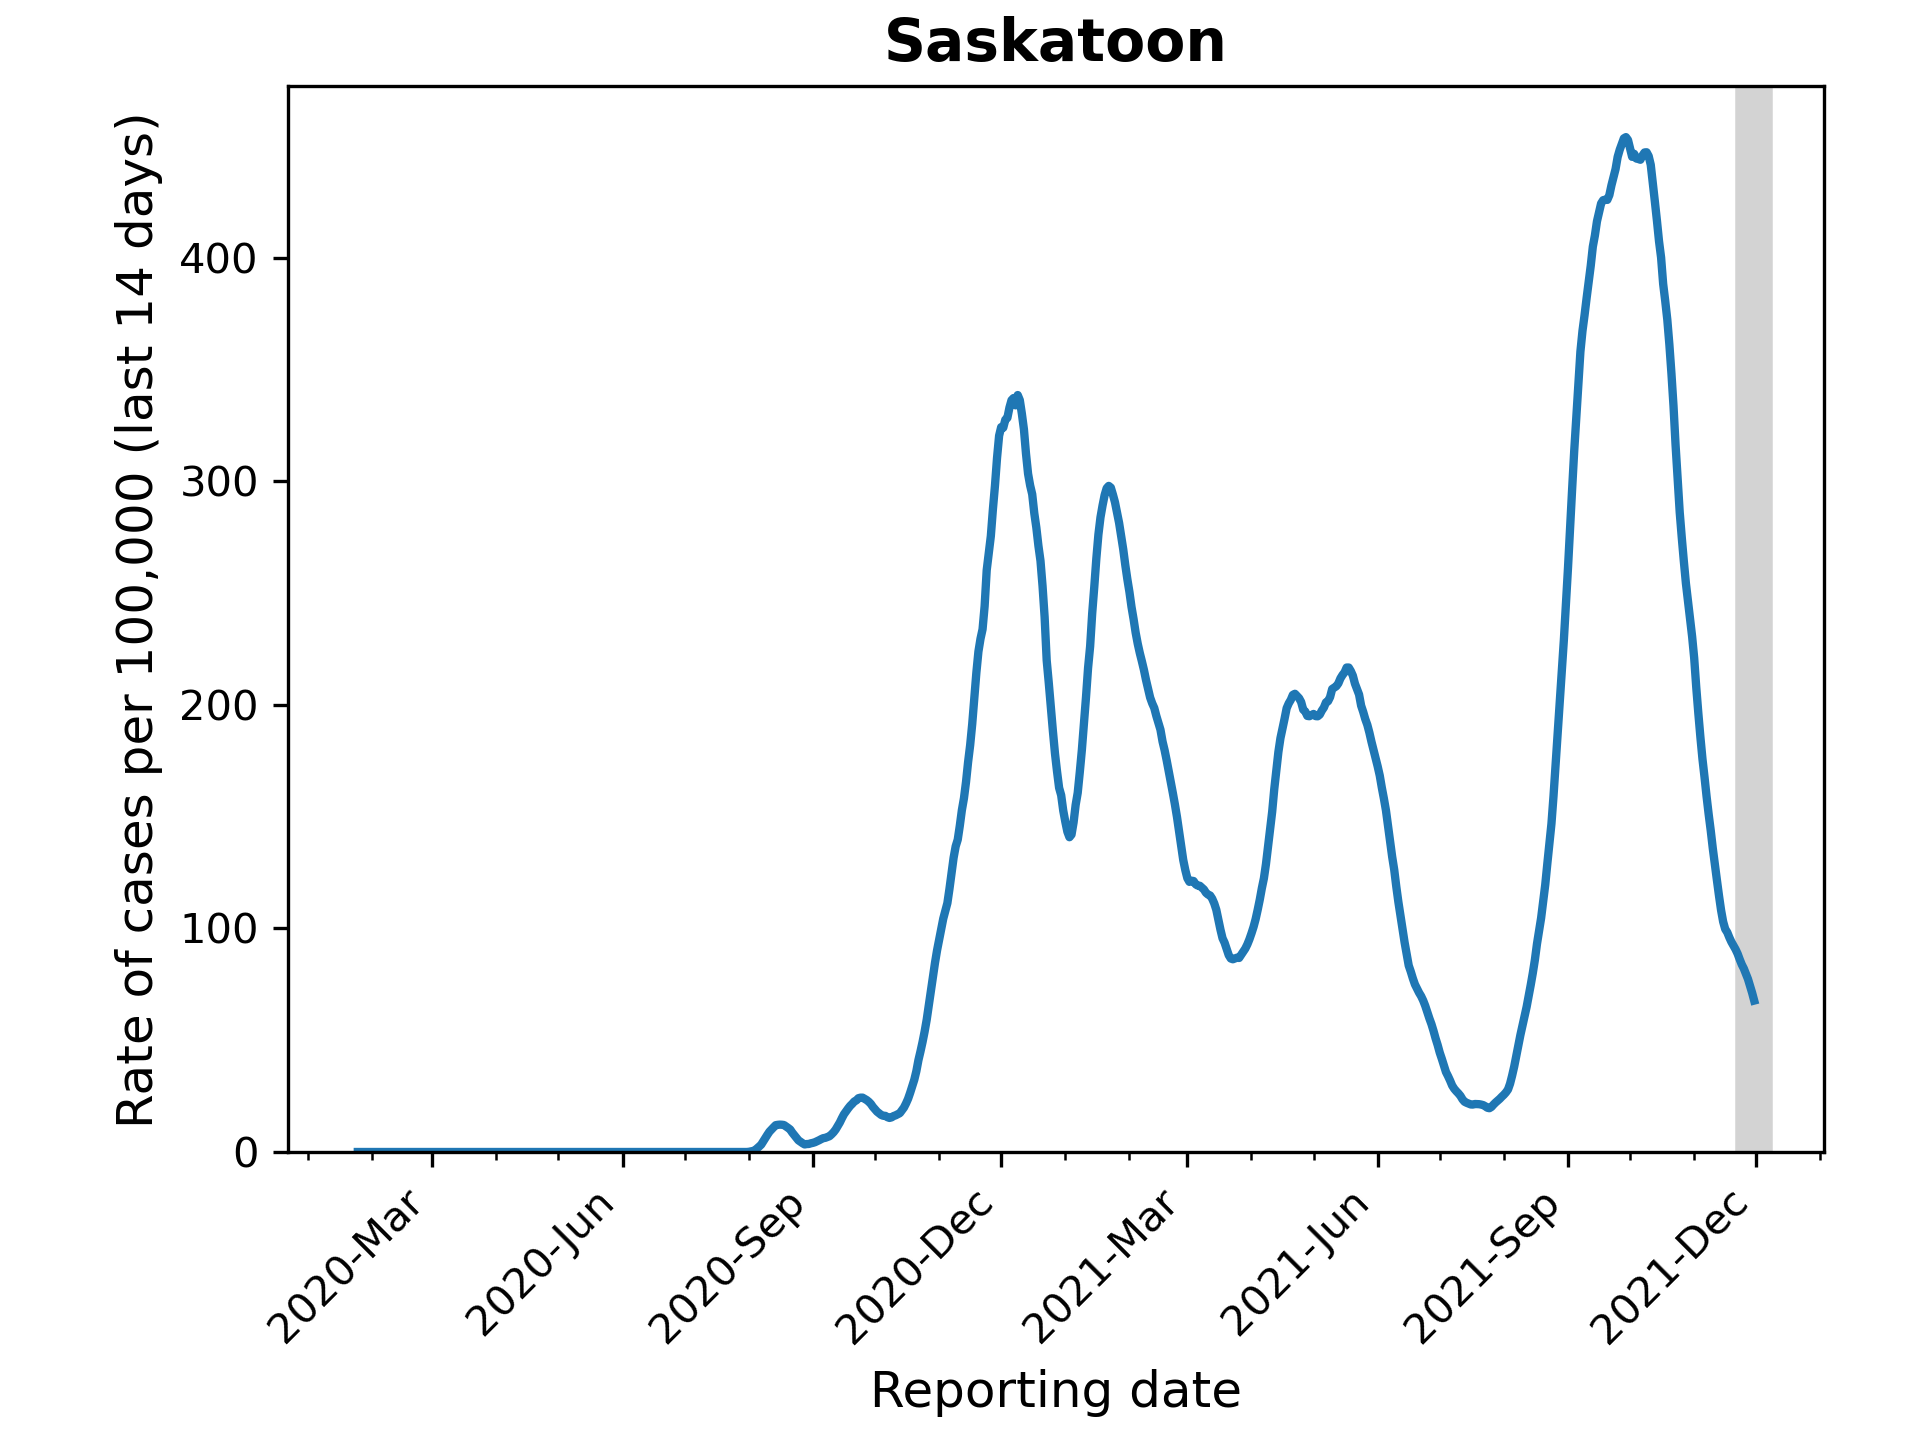 Saskatoon
Rate of cases per 100,000 (last 14 days)
400
300
200
100
0
2020-Mar
2020-Jun
2020-Sep
2020-Dec
2021-Mar
2021-Jun
2021-Sep
2021-Dec
Reporting date